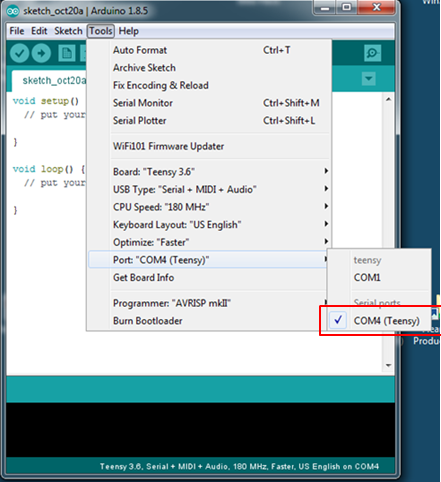 sketch_oct20a | Arduino 1.8.5
File Edit Sketch Tools Help
sketch_oct20a
void setup()
// put your
}
void loop() {
// put your
}
Auto Format Ctrl+T
Archive Sketch
Fix Encoding & Reload
Serial Monitor Ctrl+Shift+M
Serial Plotter Ctrl+Shift+L
WiFi101 Firmware Updater
Board: "Teensy 3.6"
USB Type: "Serial + MIDI + Audio"
CPU Speed: "180 MHz"
Keyboard Layout: "US English"
Optimize: "Faster"
Port: "COM4 (Teensy)"
Get Board Info
Programmer: "AVRISP mkII"
Burn Bootloader
teensy
COM1
Serial ports
COM4 (Teensy)
Produc
Teensy 3.6, Serial + MIDI + Audio, 180 MHz, Faster, US English on COM4